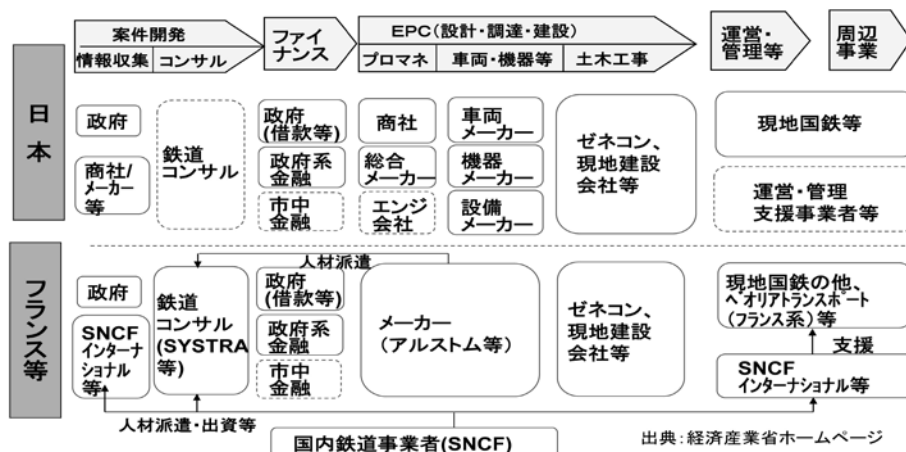 案件開発
情報収集
コンサル
ファイ
ナンス
EPC(設計・調達・建設)
プロマネ
車両・機器等
土木工事
運営・
管理等
周辺
事業
日本
政府
商社/
メーカー
等
鉄道
コンサル
政府
(借款等)
政府系
金融
市中
金融
商社
総合
メーカー
エンジ
会社
車両
メーカー
機器
メーカー
設備
メーカー
ゼネコン、
現地建設
会社等
現地国鉄等
運営・管理
支援事業者等
フランス等
人材派遣
政府
SNCF
インターナ
ショナル等
鉄道
コンサル
(SYSTRA
等)
政府
(借款等)
政府系
金融
市中
金融
メーカー
(アルストム等)
ゼネコン、
現地建設
会社等
現地国鉄の他、
ベオリアトランスポート
(フランス系)等
支援
SNCF
インターナショナル等
人材派遣・出資等
国内鉄道事業者(SNCF)
出典:経済産業省ホームページ